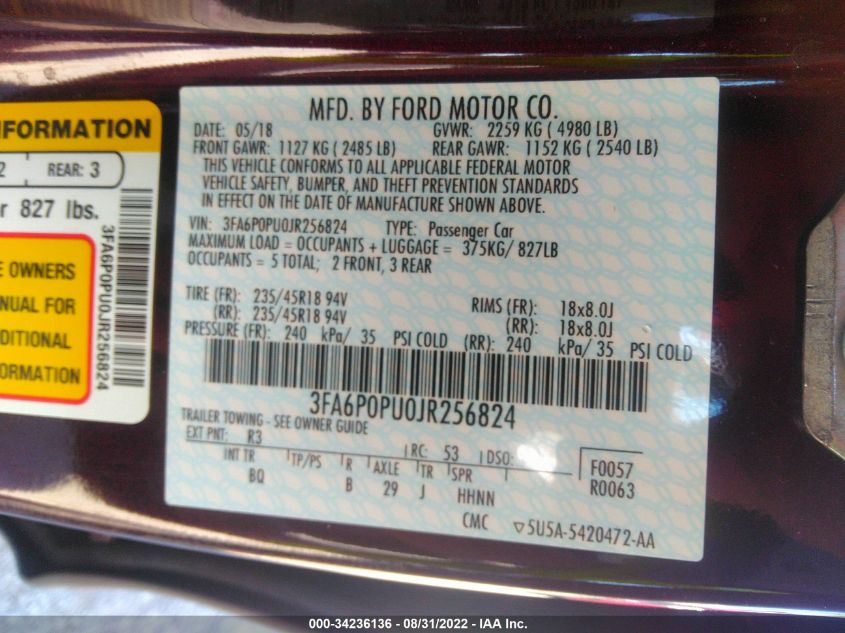 MFD. BY FORD MOTOR CO.
DATE: 05/18 GVWR: 2259 KG ( 4980 LB)
FRONT GAWR: 1127 KG ( 2485 LB) REAR GAWR: 1152 KG ( 2540 LB)
THIS VEHICLE CONFORMS TO ALL APPLICABLE FEDERAL MOTOR
VEHICLE SAFETY, BUMPER, AND THEFT PREVENTION STANDARDS
IN EFFECT ON THE DATE OF MANUFACTURE SHOWN ABOVE.
VIN: 3FA6P0PU0JR256824 TYPE: Passenger Car
MAXIMUM LOAD = OCCUPANTS + LUGGAGE = 375KG/ 827LB
OCCUPANTS = 5 TOTAL; 2 FRONT, 3 REAR
TIRE (FR): 235/45R18 94V RIMS (FR): 18x8.0J
(RR): 235/45R18 94V (RR): 18x8.0J
PRESSURE (FR): 240 kPa/ 35 PSI COLD (RR): 240 kPa/ 35 PSI COLD
3FA6P0PU0JR256824
TRAILER TOWING - SEE OWNER GUIDE
EXT PNT: R3 RC: 53 DSO:
INT TR TP/PS R AXLE TR SPR
BQ B 29 J HHNN
F0057
R0063
CMC ▽5U5A-5420472-AA
NFORMATION
2 REAR: 3
r 827 lbs.
E OWNERS
NUAL FOR
DITIONAL
ORMATION
3FA6P0PU0JR256824
000-34236136 - 08/31/2022 - IAA Inc.